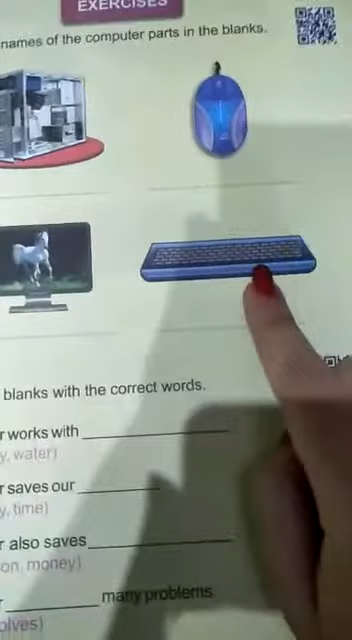 EXERCISES
names of the computer parts in the blanks.
blanks with the correct words.
r works with
y, water)
r saves our
y, time)
r also saves
on, money)
r many problems
olves)